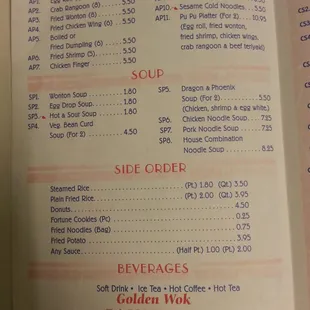 AP2. Crab Rangoon (8) 5.50
AP3. Fried Wonton (8) 5.50
AP4. Fried Chicken Wing (6) 5.50
AP5. Boiled or
Fried Dumpling (8) 5.50
AP6. Fried Shrimp (5) 5.50
AP7. Chicken Finger 5.50
AP10. Sesame Cold Noodles 5.50
AP11. Pu Pu Platter (For 2) 10.95
(Egg roll, fried wonton,
fried shrimp, chicken wings,
crab rangoon & beef teriyaki)
SOUP
SP1. Wonton Soup 1.80
SP2. Egg Drop Soup 1.80
SP3. Hot & Sour Soup 1.80
SP4. Veg. Bean Curd
Soup (For 2) 4.50
SP5. Dragon & Phoenix
Soup (For 2) 5.50
(Chicken, shrimp & egg white)
SP6. Chicken Noodle Soup 7.25
SP7. Pork Noodle Soup 7.25
SP8. House Combination
Noodle Soup 8.25
SIDE ORDER
Steamed Rice (Pt.) 1.80 (Qt.) 3.50
Plain Fried Rice (Pt.) 2.00 (Qt.) 3.95
Donuts 4.50
Fortune Cookies (Pc) 0.25
Fried Noodles (Bag) 0.75
Fried Potato 3.95
Any Sauce (Half Pt.) 1.00 (Pt.) 2.00
BEVERAGES
Soft Drink • Ice Tea • Hot Coffee • Hot Tea
Golden Wok